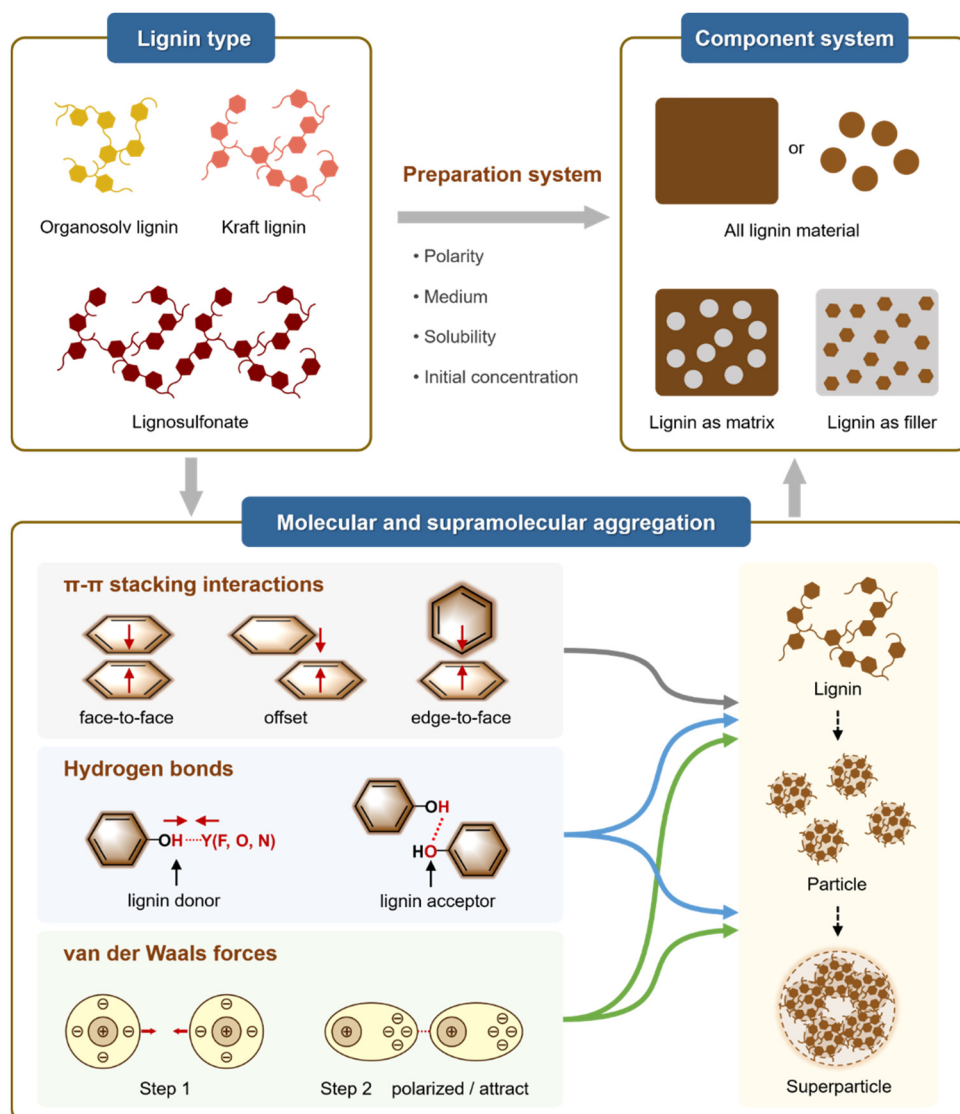 Lignin type
Organosolv lignin
Kraft lignin
Lignosulfonate
Preparation system
• Polarity
• Medium
• Solubility
• Initial concentration
Component system
or
All lignin material
Lignin as matrix
Lignin as filler
Molecular and supramolecular aggregation
π-π stacking interactions
face-to-face
offset
edge-to-face
Hydrogen bonds
OH Y(F, O, N)
lignin donor
OH
HO
lignin acceptor
van der Waals forces
Step 1
Step 2 polarized / attract
Lignin
Particle
Superparticle